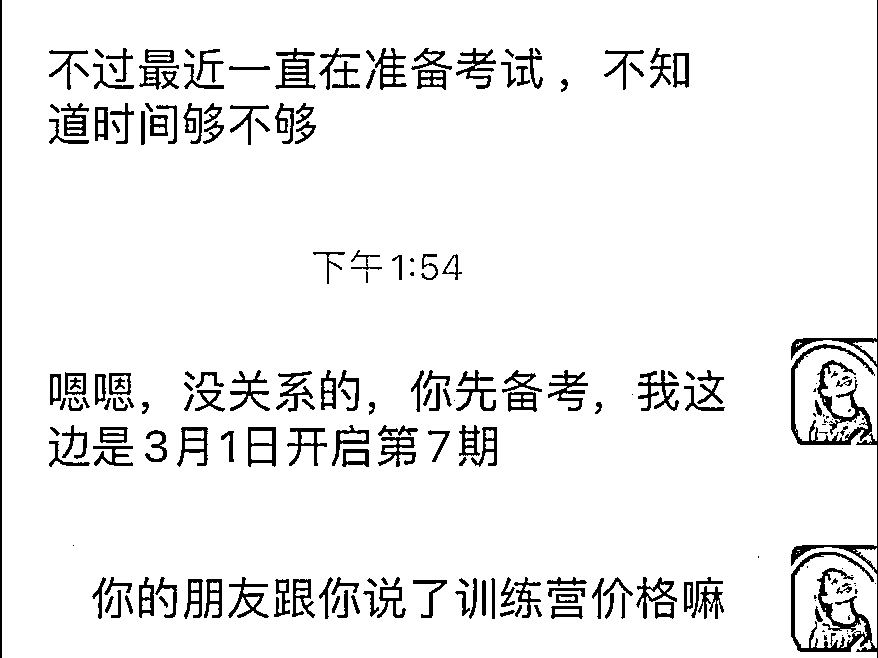 不过最近一直在准备考试，不知
道时间够不够
下午1:54
嗯嗯，没关系的，你先备考，我这
边是3月1日开启第7期
你的朋友跟你说了训练营价格嘛